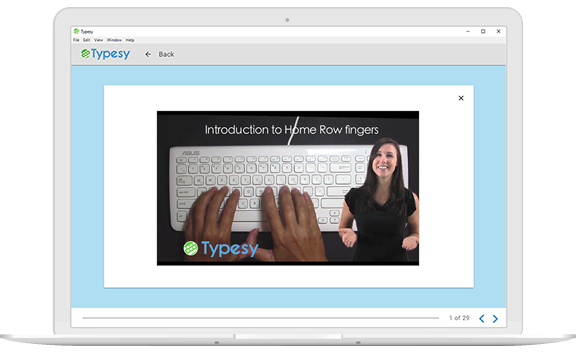 Typesy
File Edit View Window Help
Typesy
Back
Introduction to Home Row fingers
ASUS
Typesy
1 of 29